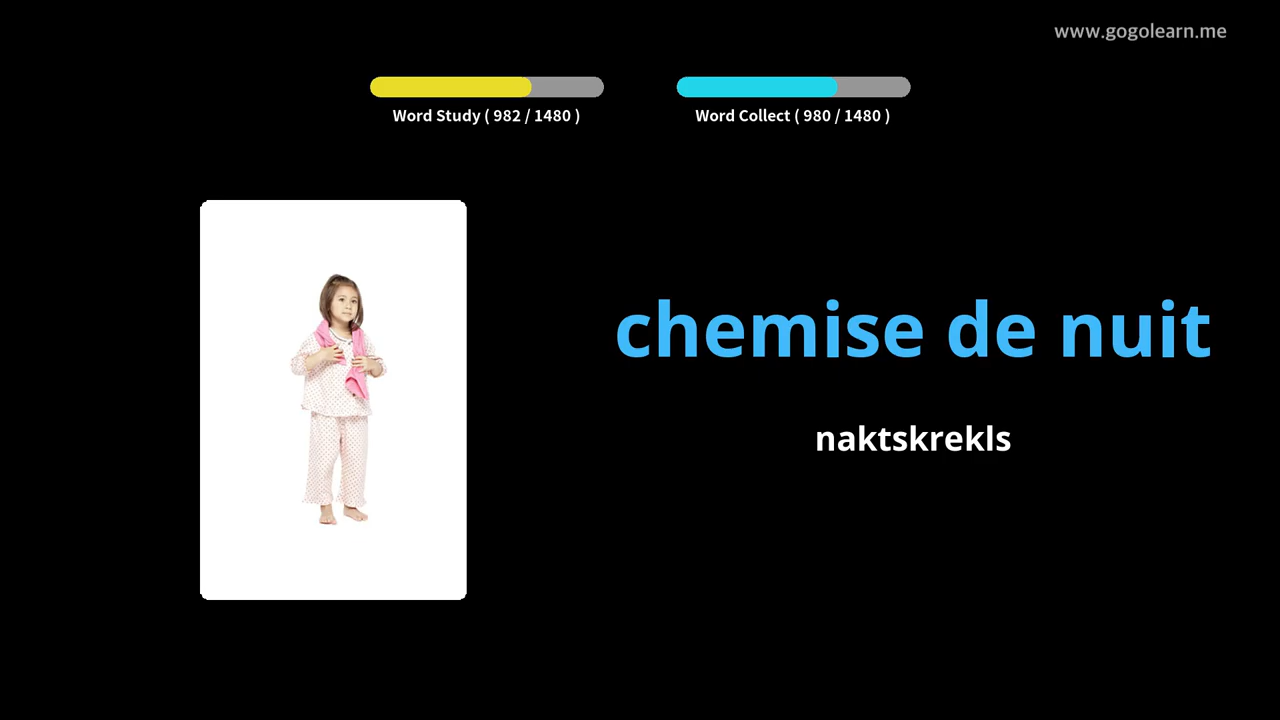 www.gogolearn.me
Word Study ( 982 / 1480 )
Word Collect ( 980 / 1480 )
chemise de nuit
naktskrekls